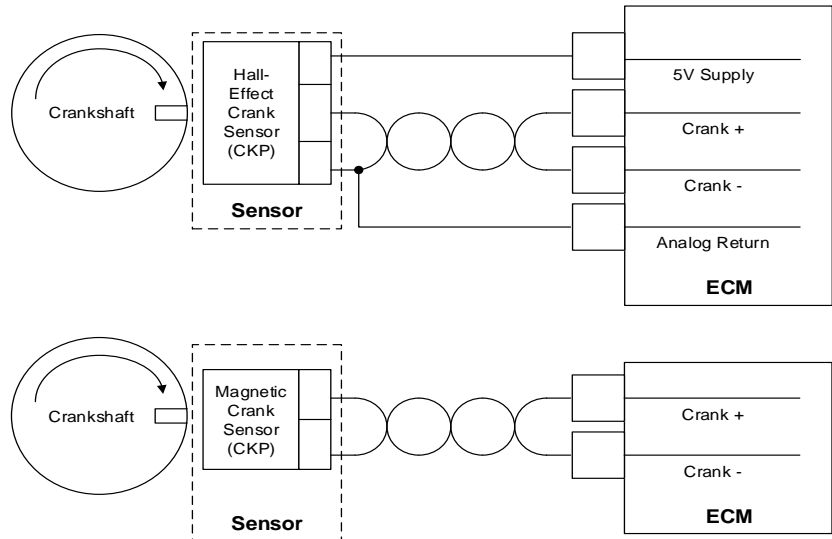 Crankshaft
Hall-
Effect
Crank
Sensor
(CKP)
Sensor
5V Supply
Crank +
Crank -
Analog Return
ECM
Crankshaft
Magnetic
Crank
Sensor
(CKP)
Sensor
Crank +
Crank -
ECM